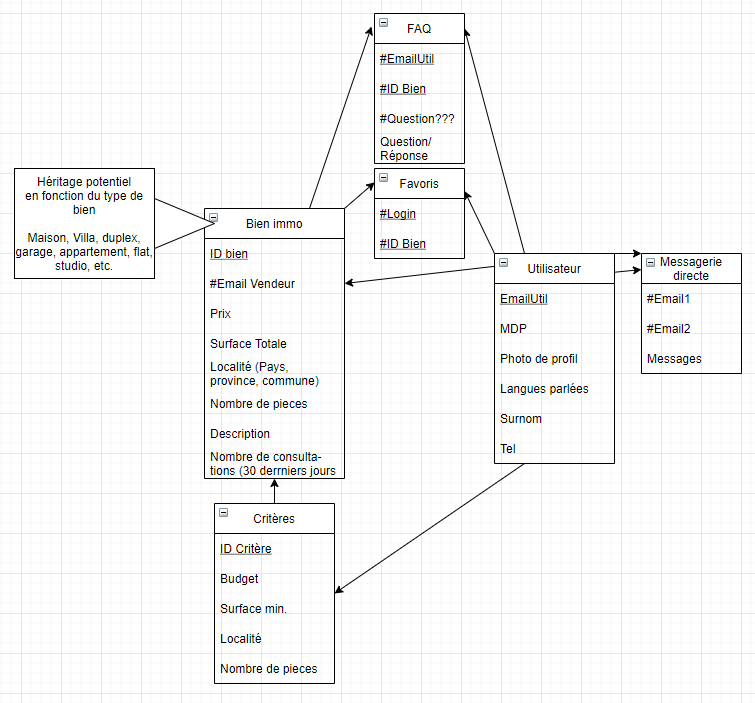 FAQ
#EmailUtil
#ID Bien
#Question???
Question/
Réponse
Favoris
#Login
#ID Bien
Héritage potentiel
en fonction du type de
bien
Maison, Villa, duplex,
garage, appartement, flat,
studio, etc.
Bien immo
ID bien
#Email Vendeur
Prix
Surface Totale
Localité (Pays,
province, commune)
Nombre de pieces
Description
Nombre de consulta-
tions (30 derrniers jours
Utilisateur
EmailUtil
MDP
Photo de profil
Langues parlées
Surnom
Tel
Messagerie
directe
#Email1
#Email2
Messages
Critères
ID Critère
Budget
Surface min.
Localité
Nombre de pieces